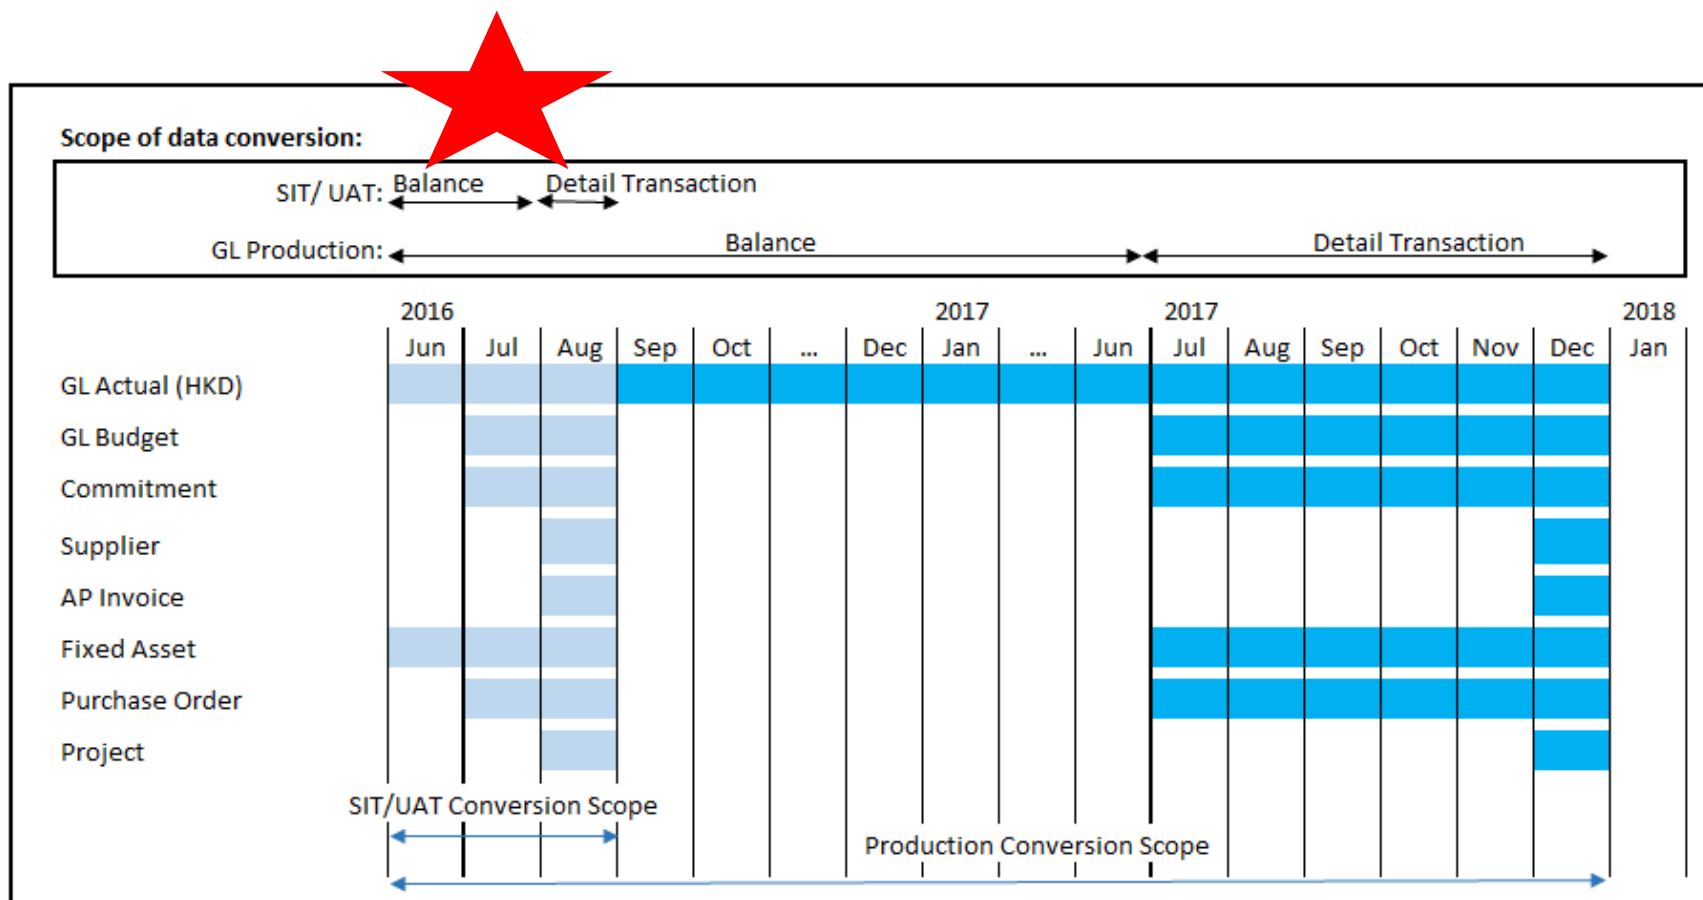 Scope of data conversion:
SIT/ UAT: Balance Detail Transaction
GL Production: Balance Detail Transaction
2016 2017 2017 2018
Jun Jul Aug Sep Oct ... Dec Jan ... Jun Jul Aug Sep Oct Nov Dec Jan
GL Actual (HKD)
GL Budget
Commitment
Supplier
AP Invoice
Fixed Asset
Purchase Order
Project
SIT/UAT Conversion Scope
Production Conversion Scope